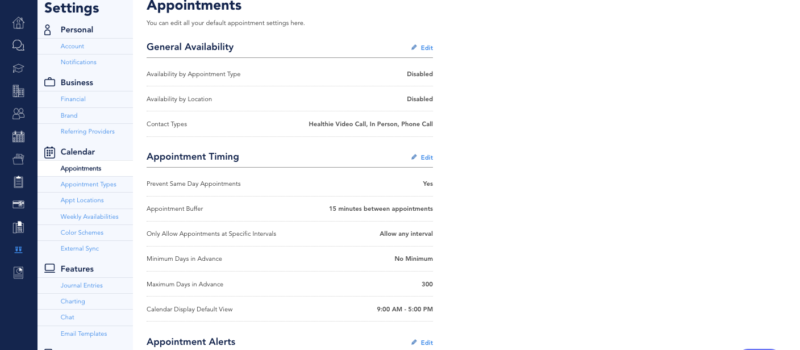 Settings
Personal
Account
Notifications
Business
Financial
Brand
Referring Providers
Calendar
Appointments
Appointment Types
Appt Locations
Weekly Availabilities
Color Schemes
External Sync
Features
Journal Entries
Charting
Chat
Email Templates
Appointments
You can edit all your default appointment settings here.
General Availability Edit
Availability by Appointment Type Disabled
Availability by Location Disabled
Contact Types Healthie Video Call, In Person, Phone Call
Appointment Timing Edit
Prevent Same Day Appointments Yes
Appointment Buffer 15 minutes between appointments
Only Allow Appointments at Specific Intervals Allow any interval
Minimum Days in Advance No Minimum
Maximum Days in Advance 300
Calendar Display Default View 9:00 AM - 5:00 PM
Appointment Alerts Edit